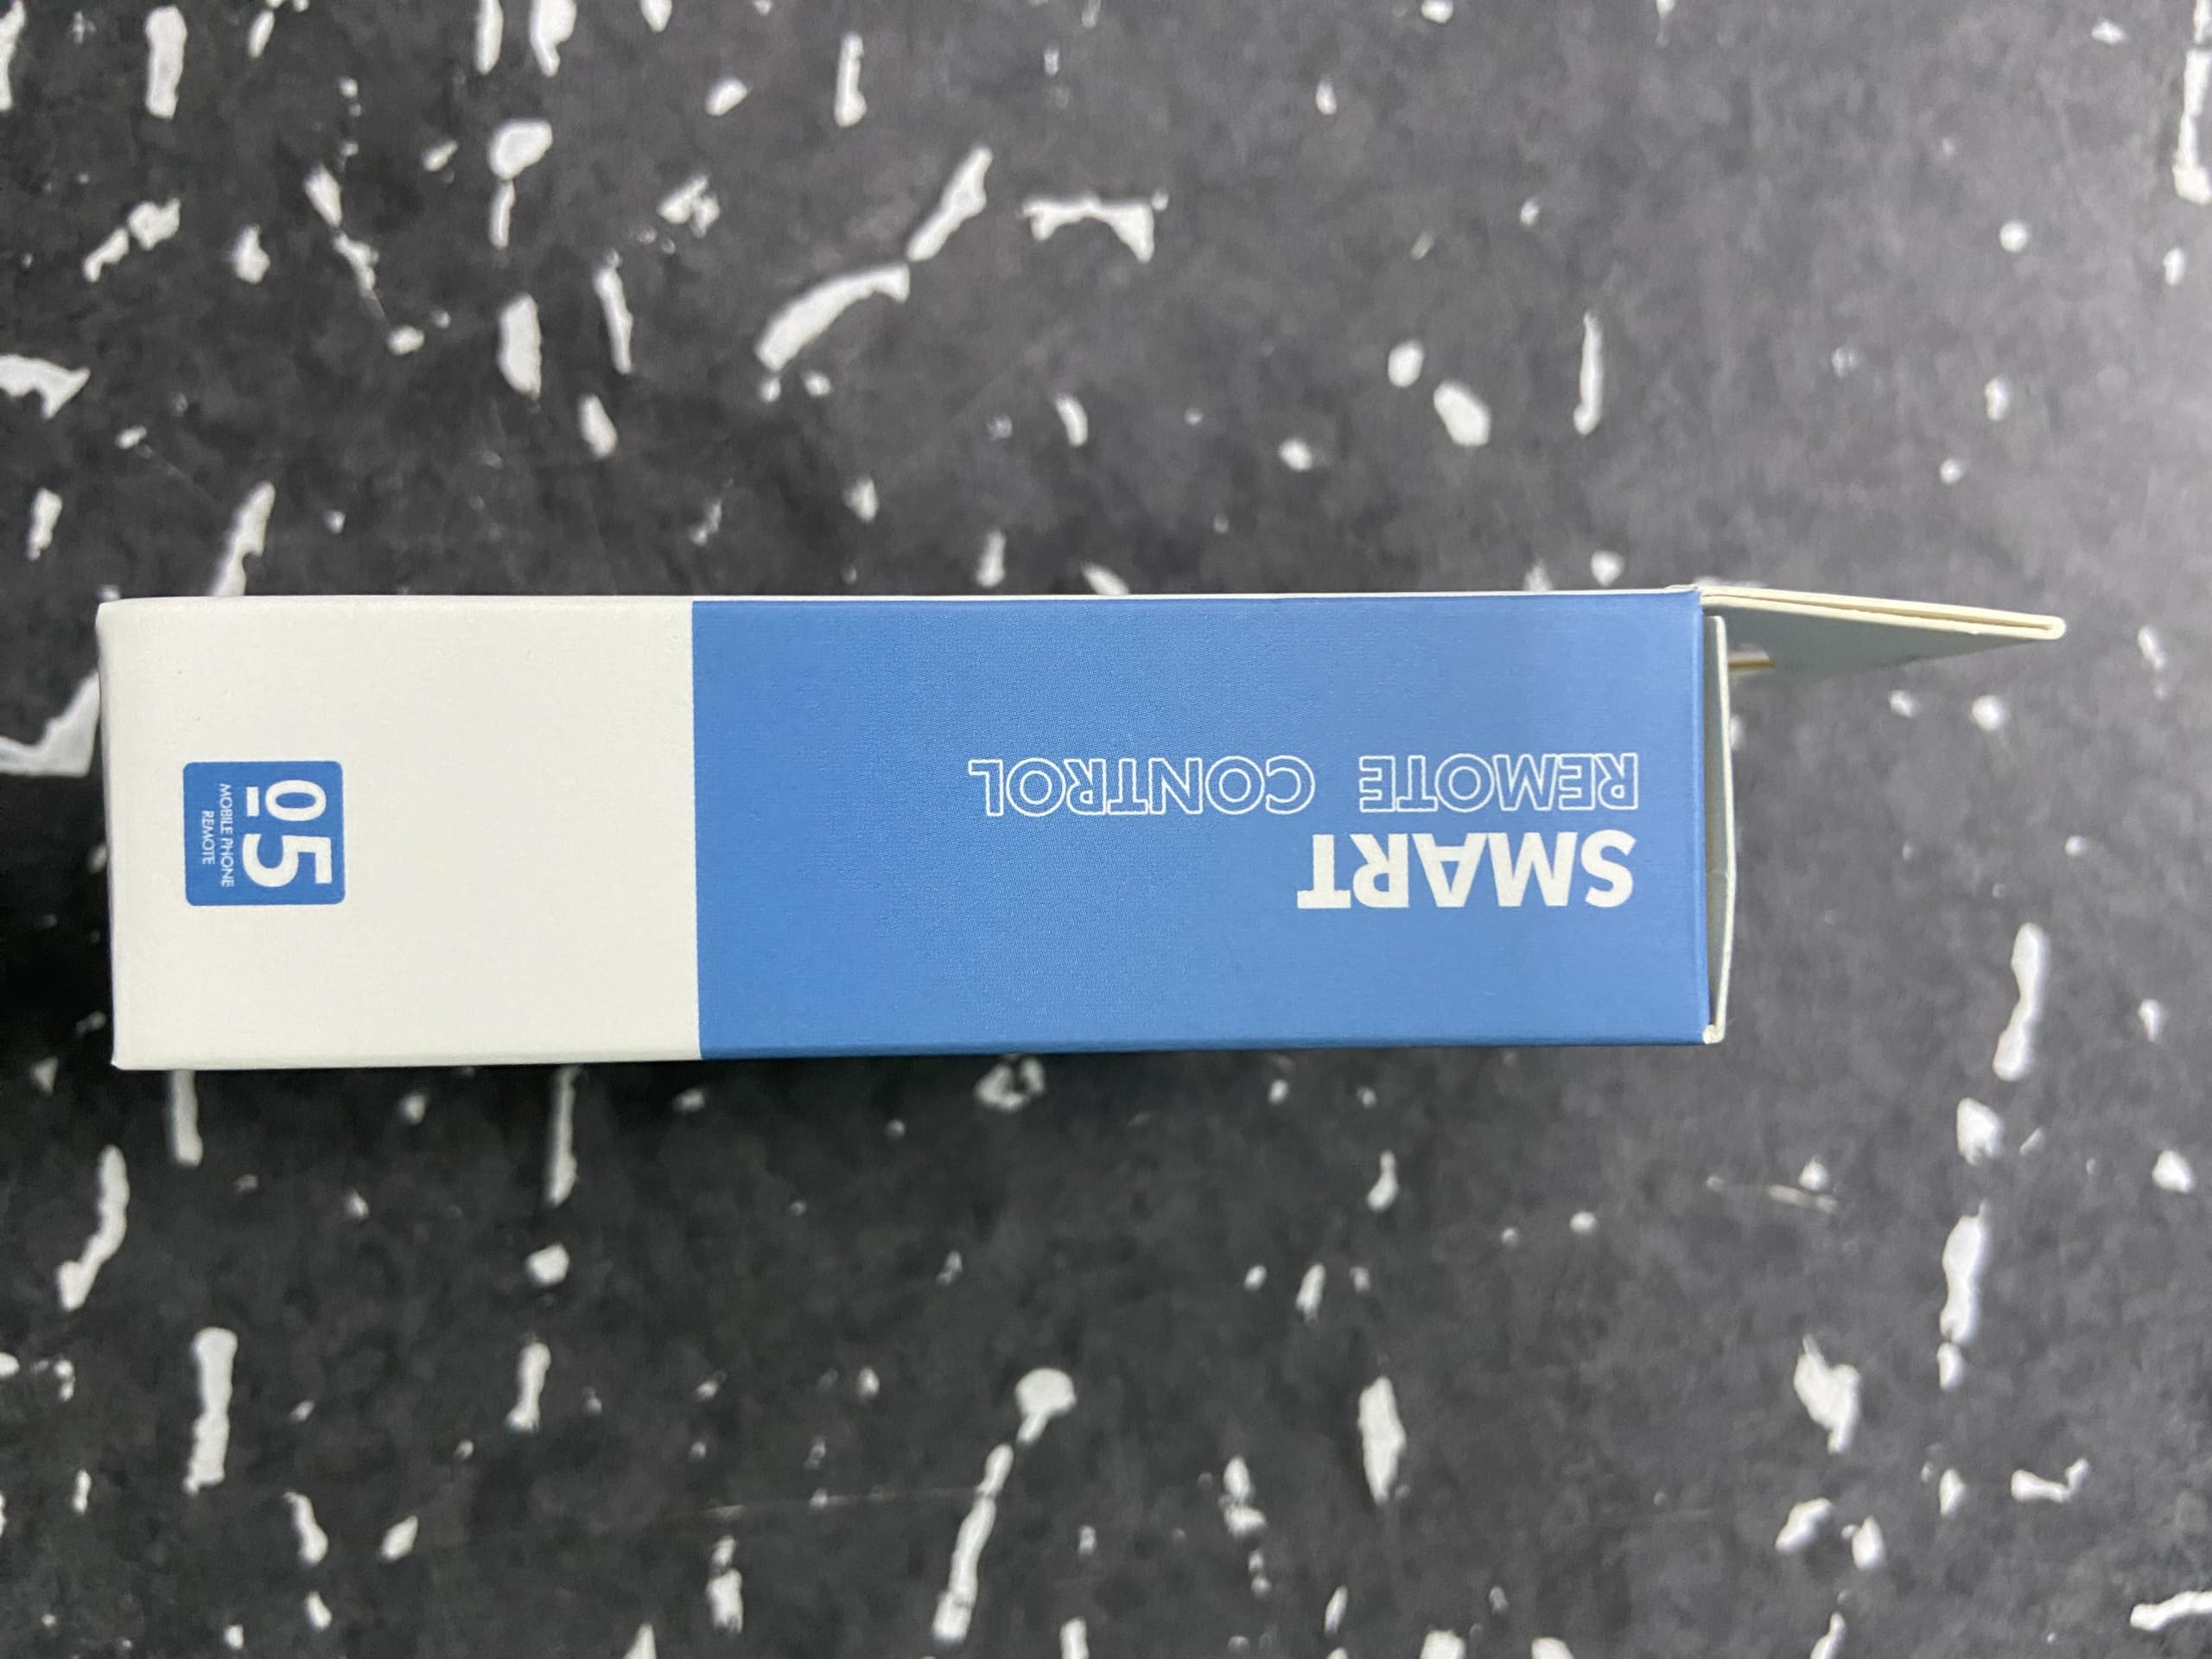 SMART
REMOTE CONTROL
05
MOBILE PHONE
REMOTE